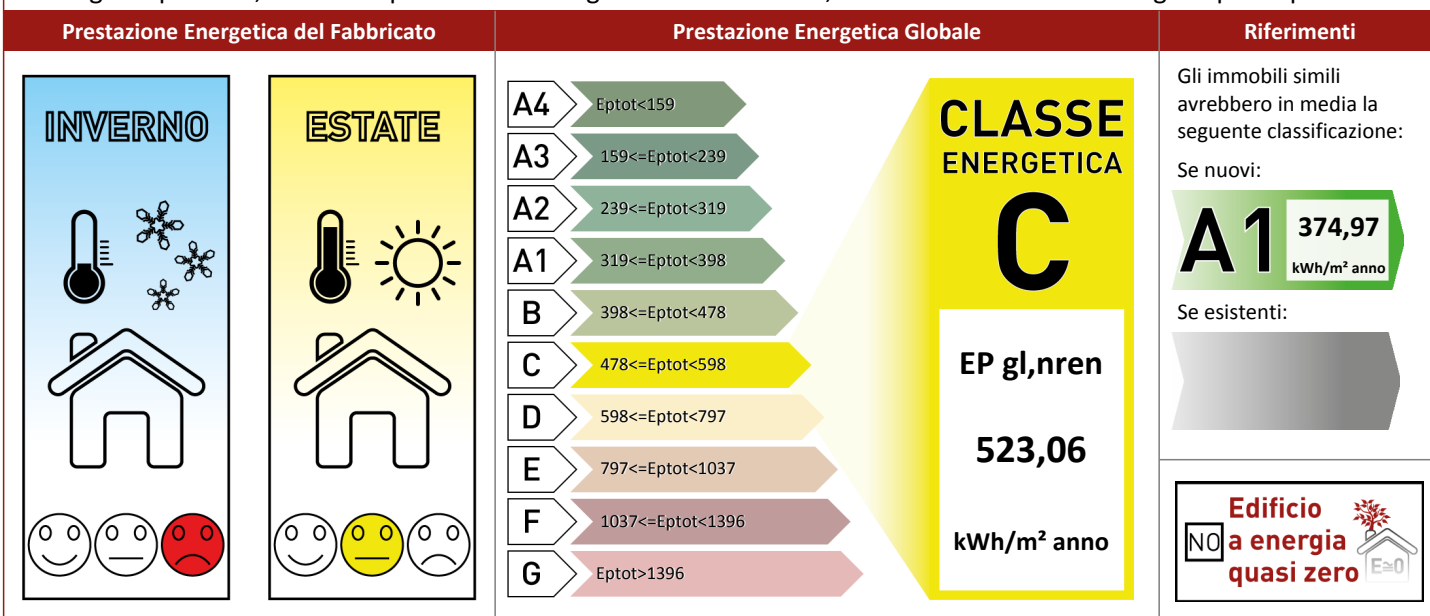 Prestazione Energetica del Fabbricato
Prestazione Energetica Globale
Riferimenti
INVERNO
ESTATE
A4
Eptot<159
A3
159<=Eptot<239
A2
239<=Eptot<319
A1
319<=Eptot<398
B
398<=Eptot<478
C
478<=Eptot<598
D
598<=Eptot<797
E
797<=Eptot<1037
F
1037<=Eptot<1396
G
Eptot>1396
CLASSE
ENERGETICA
C
EP gl,nren
523,06
kWh/m² anno
Gli immobili simili
avrebbero in media la
seguente classificazione:
Se nuovi:
A1
374,97
kWh/m² anno
Se esistenti:
NO
Edificio
a energia
quasi zero
E≅0